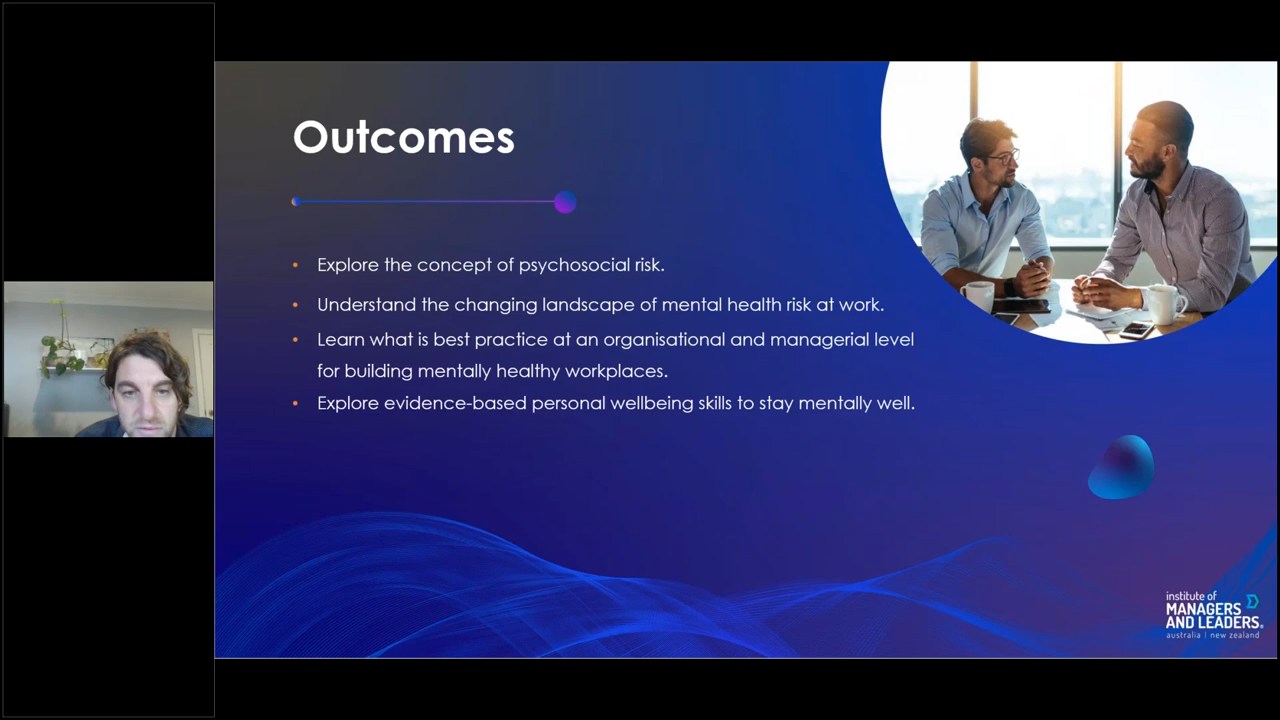 Outcomes
• Explore the concept of psychosocial risk.
• Understand the changing landscape of mental health risk at work.
• Learn what is best practice at an organisational and managerial level
for building mentally healthy workplaces.
• Explore evidence-based personal wellbeing skills to stay mentally well.
institute of
MANAGERS
AND LEADERS®
australia | new zealand